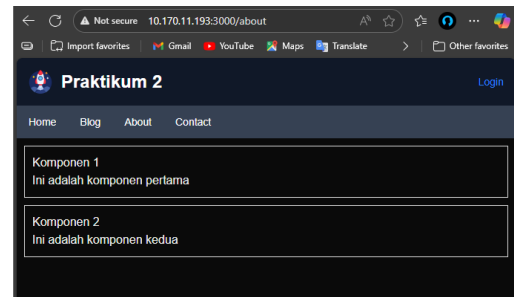 Not secure 10.170.11.193:3000/about
Import favorites Gmail YouTube Maps Translate Other favorites
Praktikum 2 Login
Home Blog About Contact
Komponen 1
Ini adalah komponen pertama
Komponen 2
Ini adalah komponen kedua